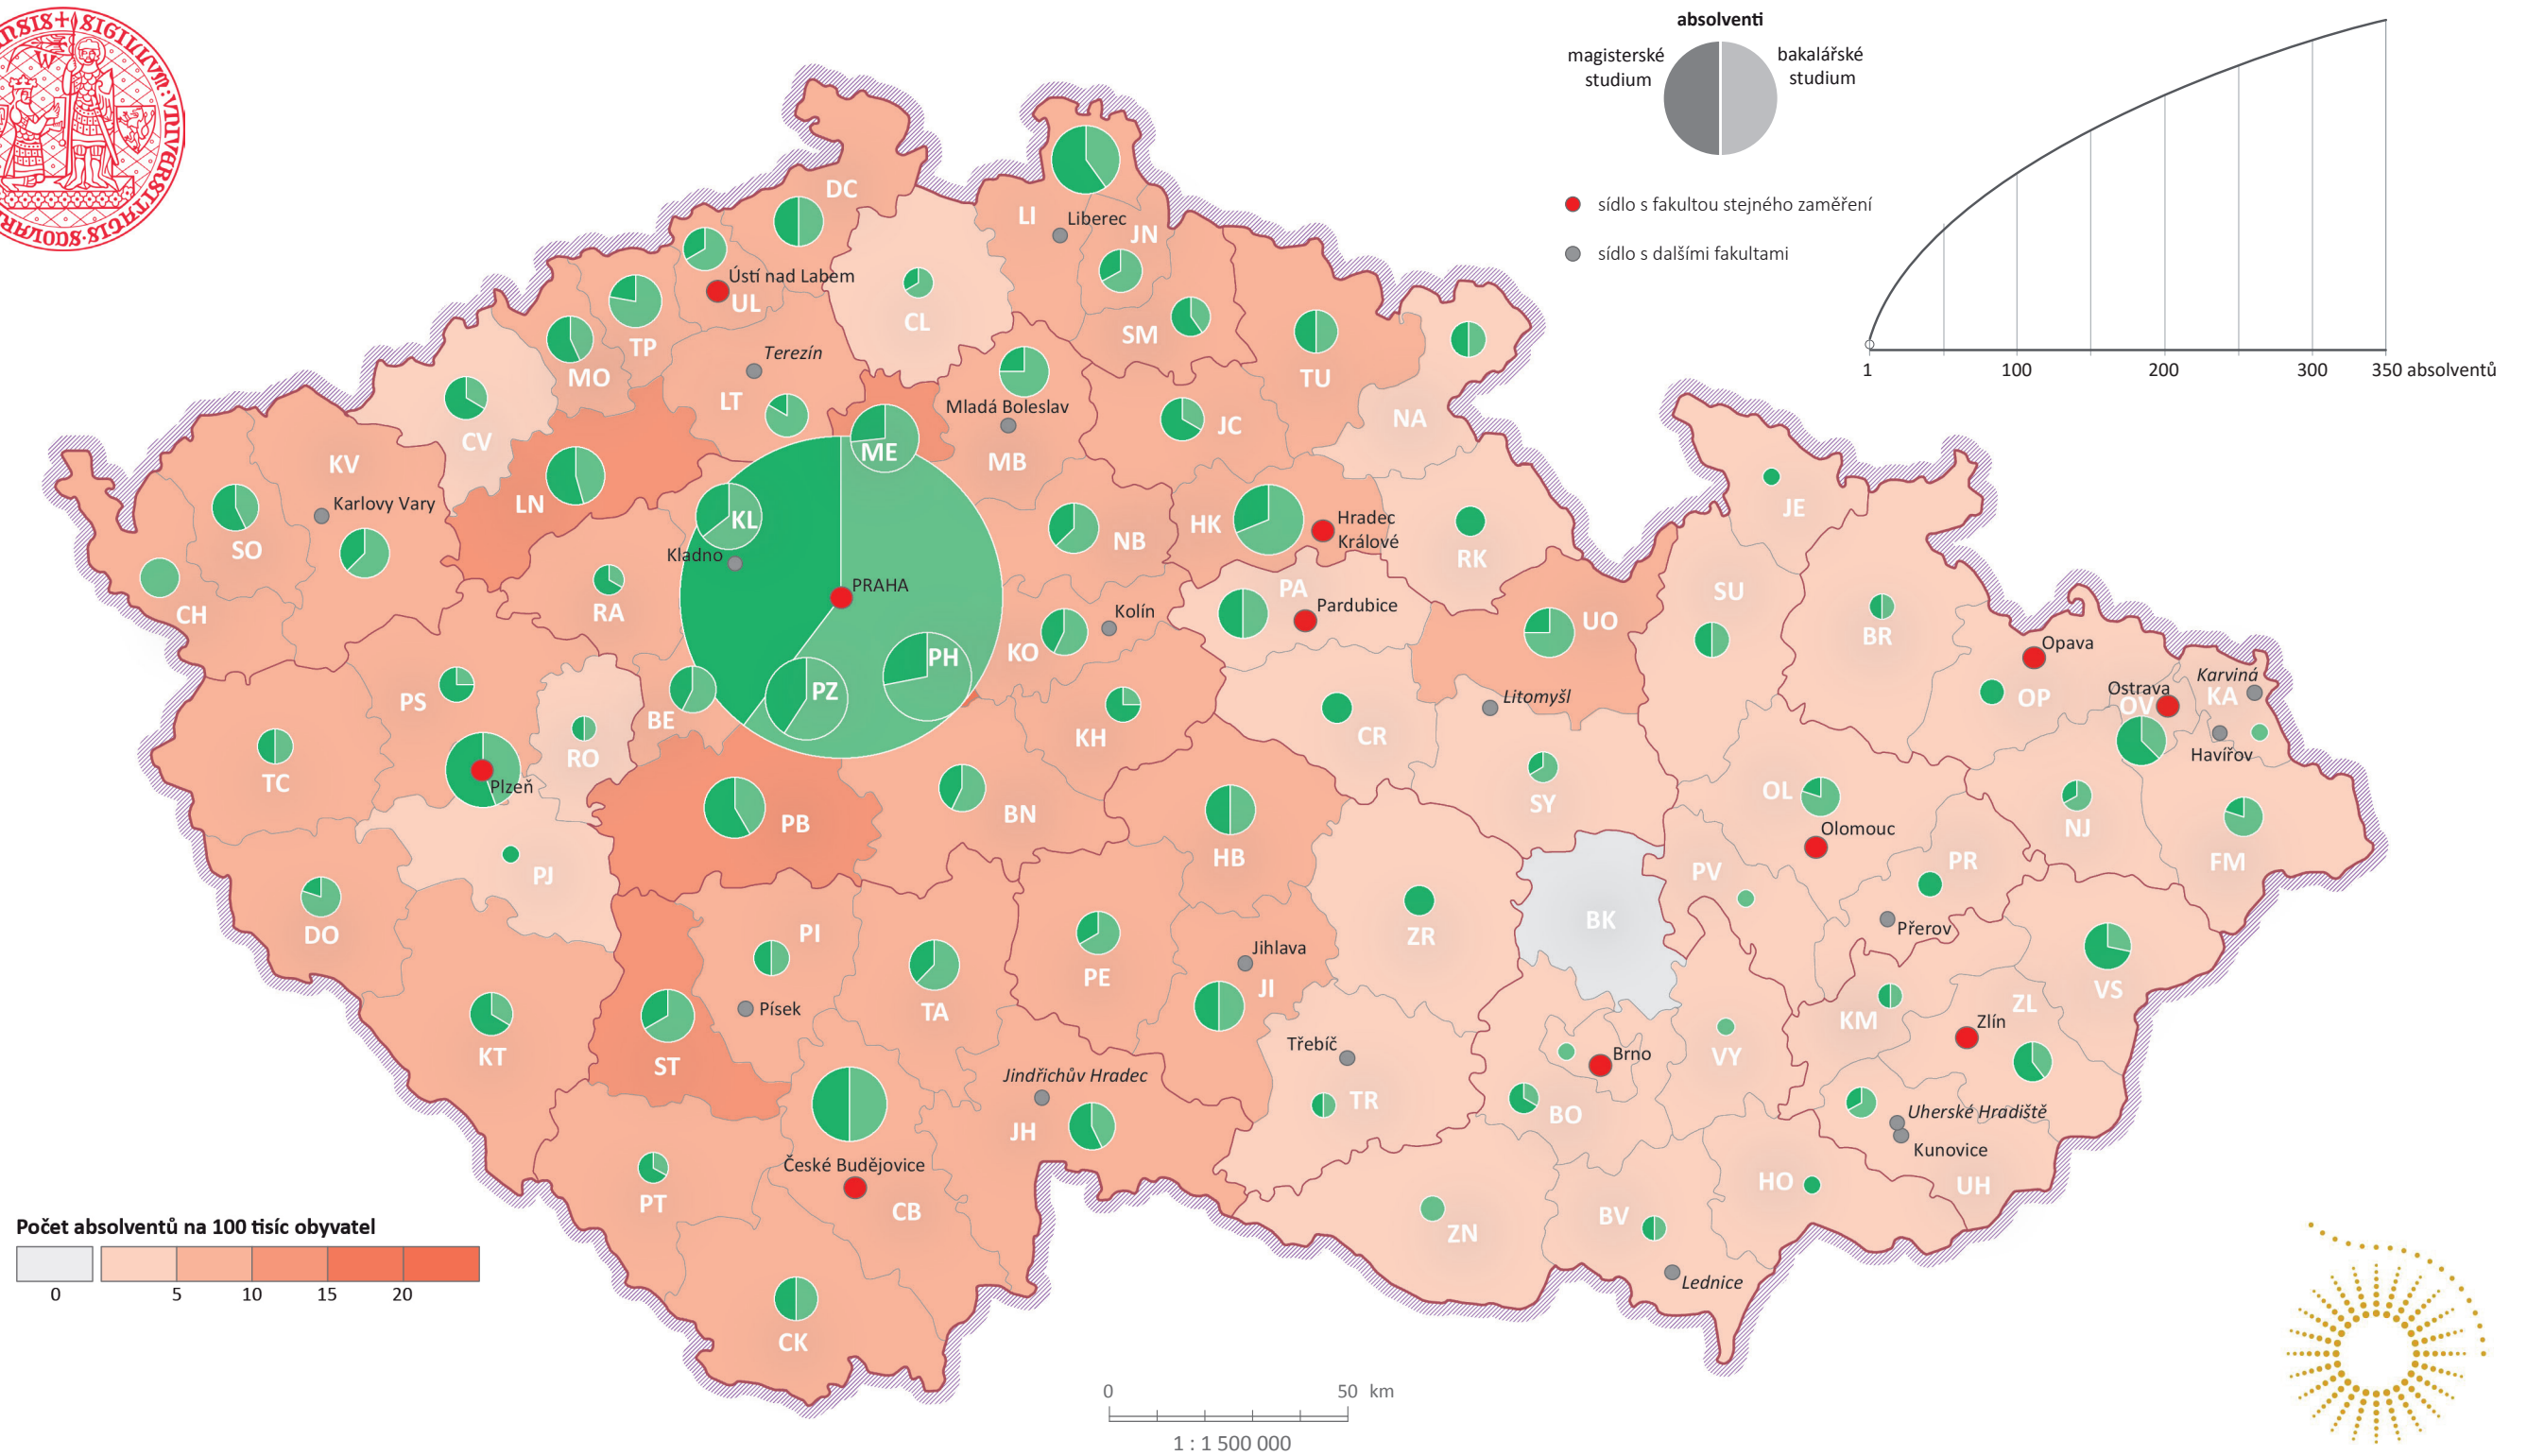 absolventi
magisterské
studium
bakalářské
studium
sídlo s fakultou stejného zaměření
sídlo s dalšími fakultami
1
100
200
300
350 absolventů
DC
LI
Liberec
JN
Ústí nad Labem
UL
CL
SM
TP
MO
Terezín
LT
TU
NA
CV
ME
Mladá Boleslav
MB
JC
KV
Karlovy Vary
LN
KL
Kladno
SO
CH
RA
PRAHA
NB
HK
Hradec
Králové
RK
JE
SU
BR
KO
Kolín
PA
Pardubice
UO
Opava
OP
Ostrava
OV
Karviná
KA
Havířov
PS
RO
BE
PZ
PH
KH
CR
Litomyšl
TC
Plzeň
PB
BN
SY
OL
Olomouc
NJ
FM
PJ
HB
PV
PR
Přerov
DO
PI
Písek
TA
PE
Jihlava
JI
ZR
BK
VS
KT
ST
KM
ZL
Zlín
Třebíč
TR
Brno
BO
VY
Jindřichův Hradec
JH
Uherské Hradiště
Kunovice
UH
PT
České Budějovice
CB
HO
BV
ZN
Lednice
CK
Počet absolventů na 100 tisíc obyvatel
0
5
10
15
20
0
50 km
1 : 1 500 000